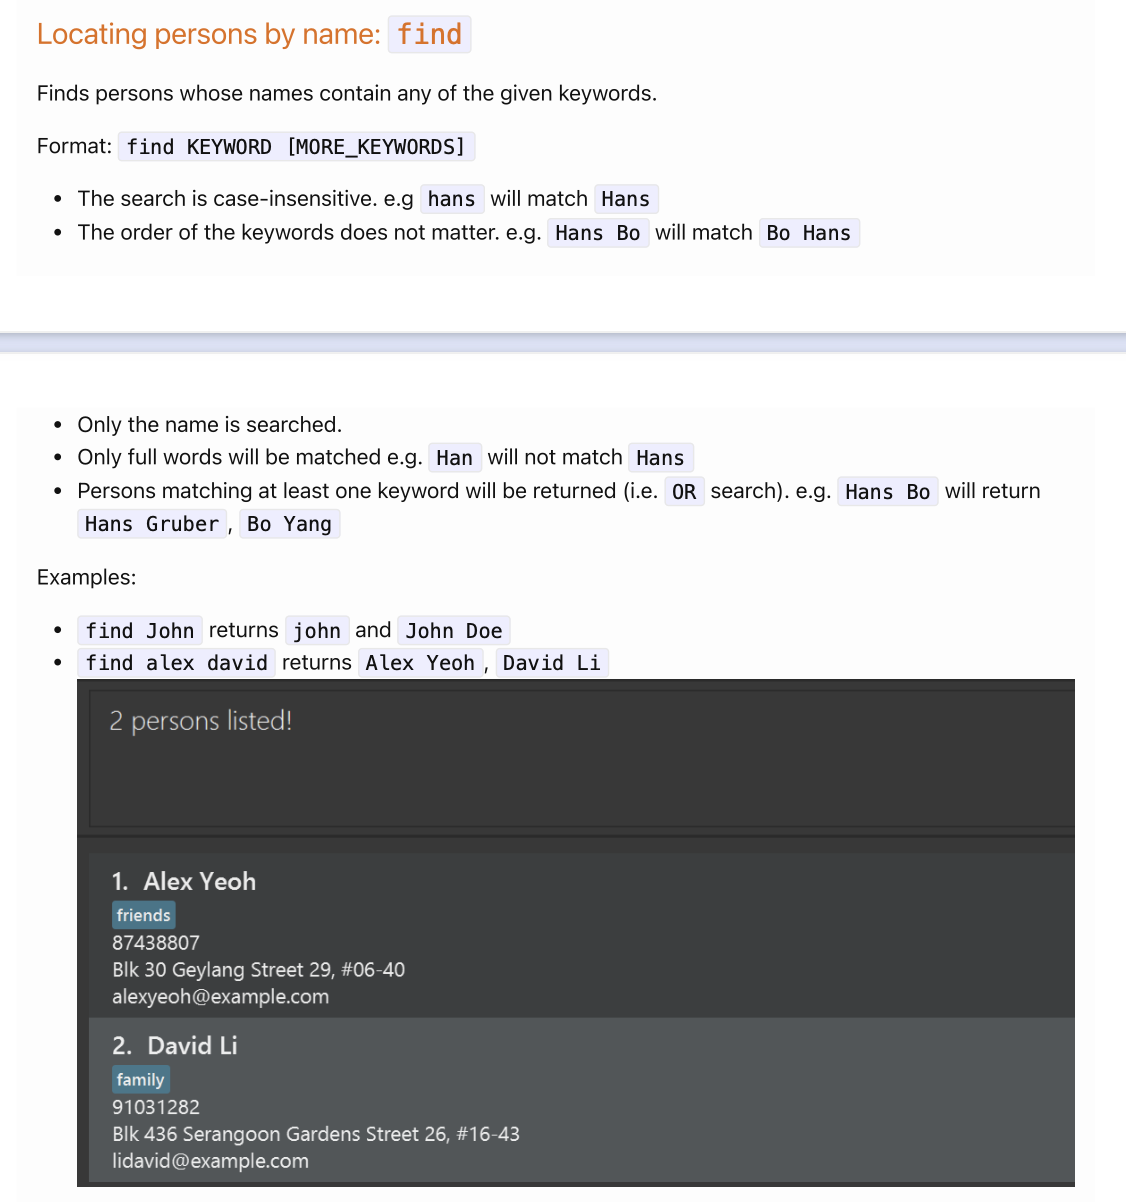 Locating persons by name: find
Finds persons whose names contain any of the given keywords.
Format: find KEYWORD [MORE_KEYWORDS]
• The search is case-insensitive. e.g hans will match Hans
• The order of the keywords does not matter. e.g. Hans Bo will match Bo Hans
• Only the name is searched.
• Only full words will be matched e.g. Han will not match Hans
• Persons matching at least one keyword will be returned (i.e. OR search). e.g. Hans Bo will return
Hans Gruber, Bo Yang
Examples:
• find John returns john and John Doe
• find alex david returns Alex Yeoh, David Li
2 persons listed!
1. Alex Yeoh
friends
87438807
Blk 30 Geylang Street 29, #06-40
alexyeoh@example.com
2. David Li
family
91031282
Blk 436 Serangoon Gardens Street 26, #16-43
lidavid@example.com